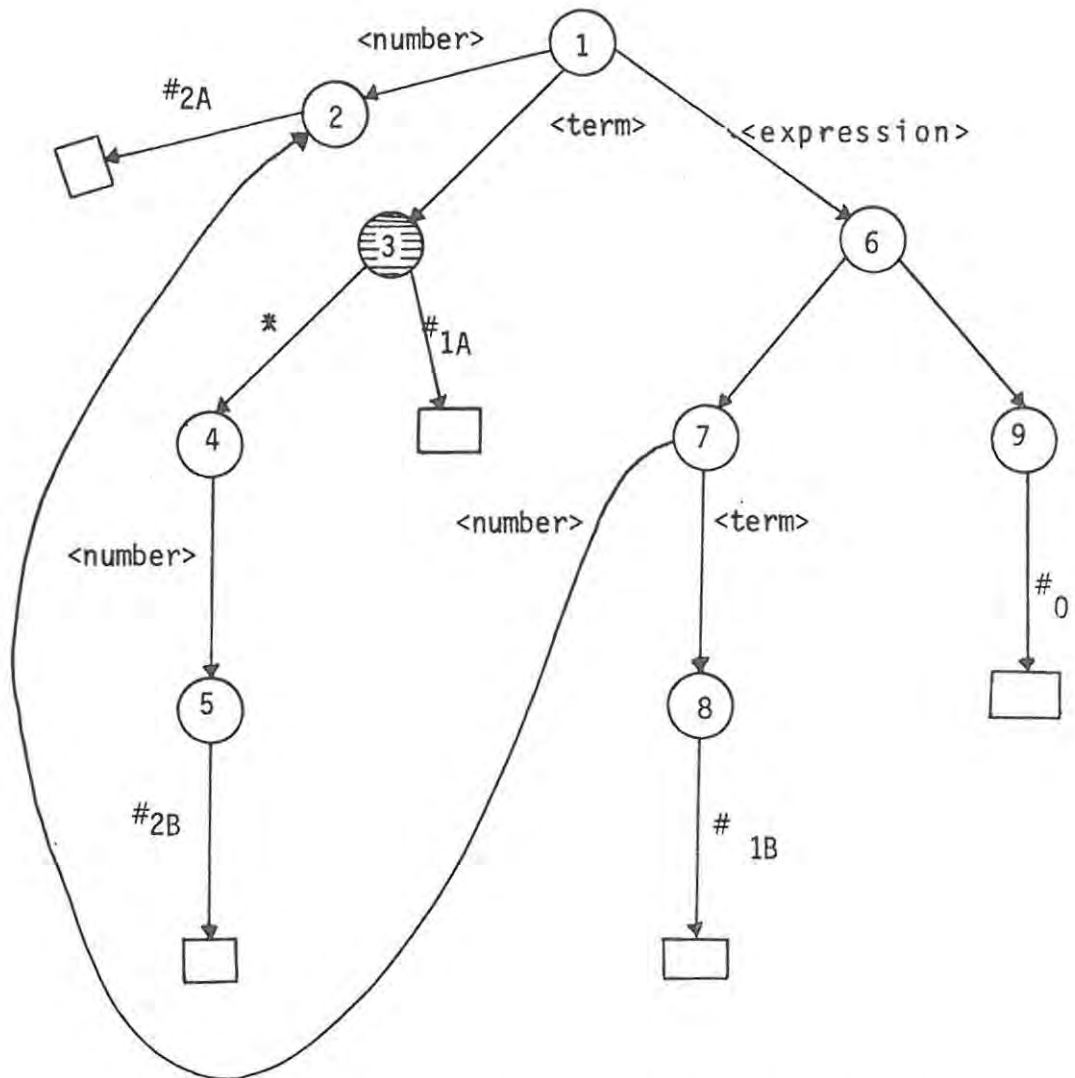 <number>
1
#2A
2
<term>
<expression>
3
6
*
#1A
4
7
9
<number>
<term>
<number>
#0
5
8
#2B
# 1B